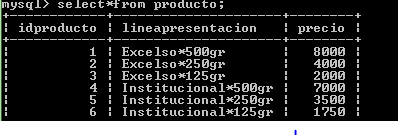 mysql> select*from producto;
+------------+----------------------+--------+
| idproducto | lineapresentacion | precio |
+------------+----------------------+--------+
| 1 | Excelso*500gr | 8000 |
| 2 | Excelso*250gr | 4000 |
| 3 | Excelso*125gr | 2000 |
| 4 | Institucional*500gr | 7000 |
| 5 | Institucional*250gr | 3500 |
| 6 | Institucional*125gr | 1750 |